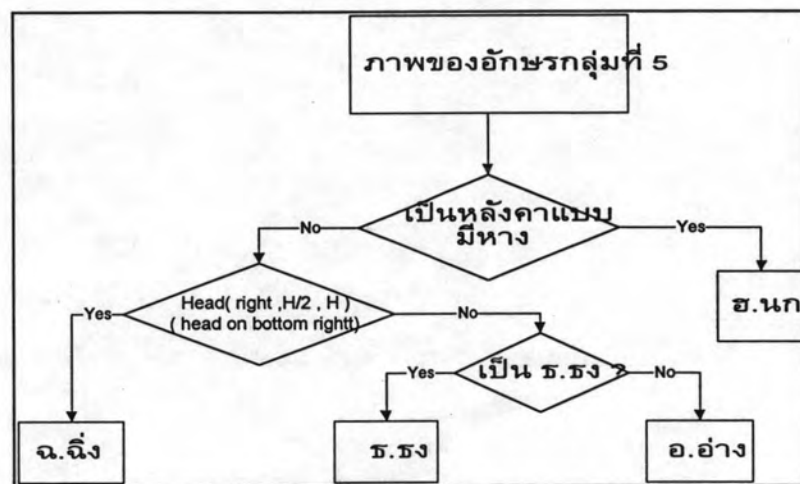 ภาพของอักษรกลุ่มที่ 5
เป็นหลังคาแบบ
มีหาง
No
Yes
Head( right ,H/2 , H )
( head on bottom rightt)
Yes
No
ฮ.นก
เป็น ธ.ธง ?
Yes
No
ฉ.ฉิ่ง
ธ.ธง
อ.อ่าง